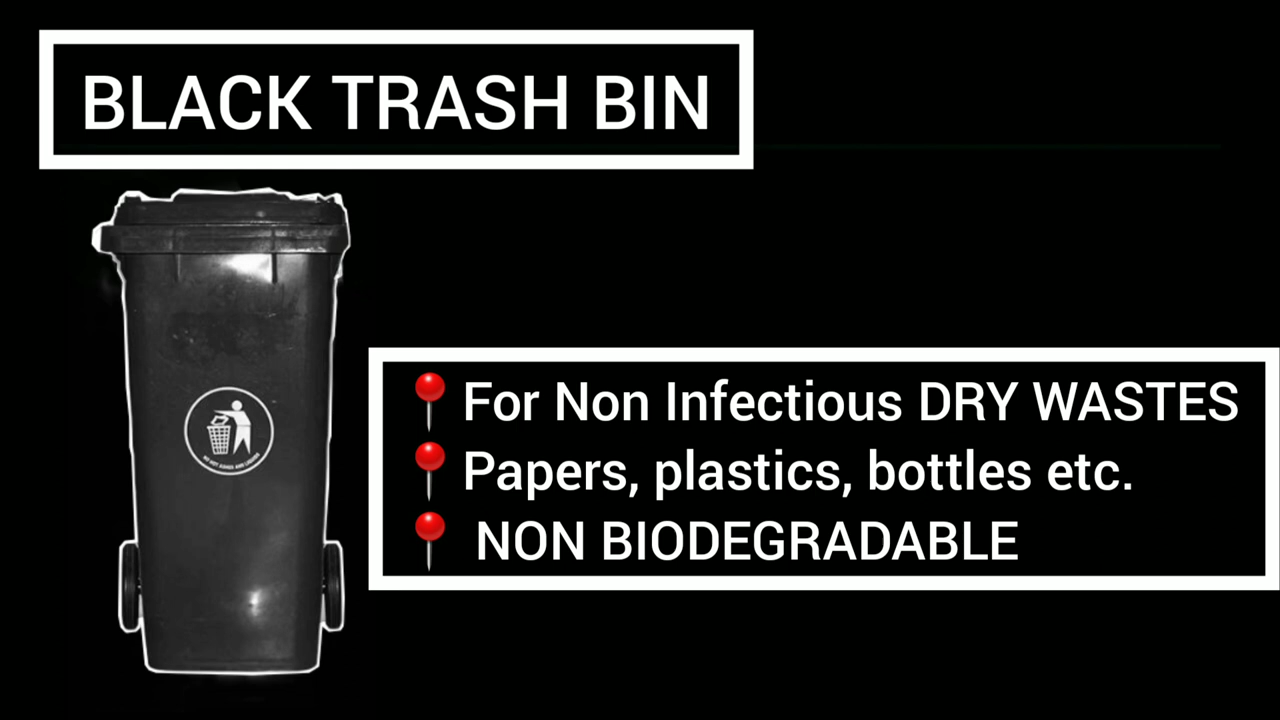 BLACK TRASH BIN
For Non Infectious DRY WASTES
Papers, plastics, bottles etc.
NON BIODEGRADABLE